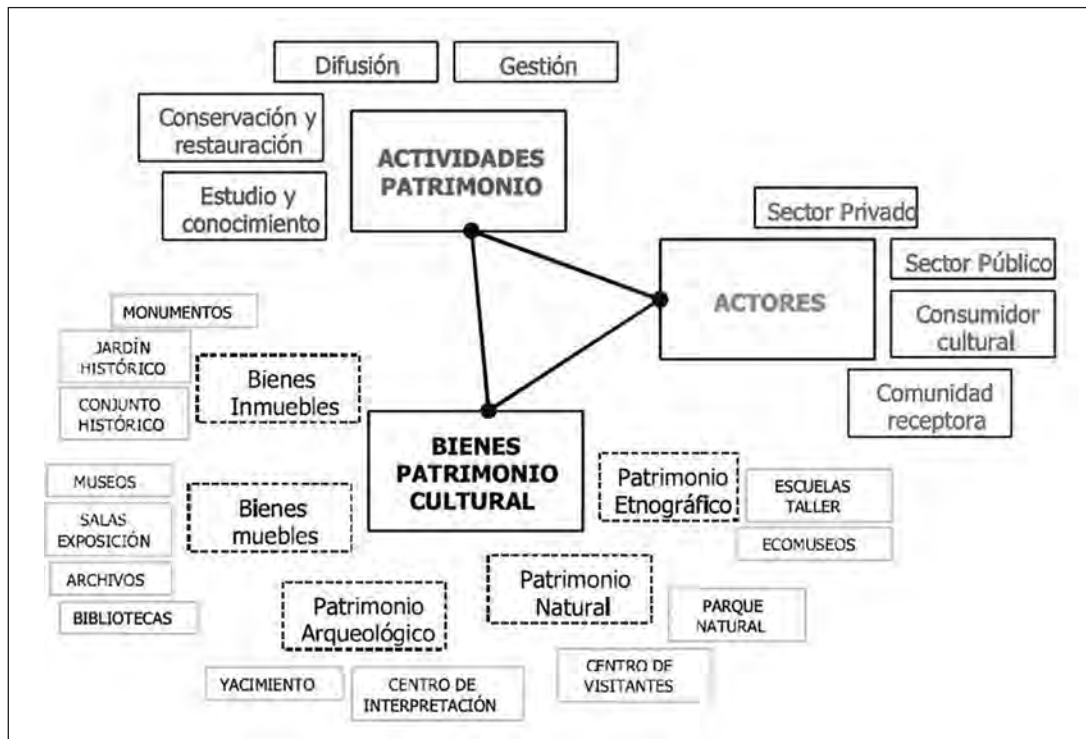 Difusión
Gestión
Conservación y
restauración
Estudio y
conocimiento
ACTIVIDADES
PATRIMONIO
Sector Privado
Sector Público
ACTORES
Consumidor
cultural
Comunidad
receptora
MONUMENTOS
JARDÍN
HISTÓRICO
CONJUNTO
HISTÓRICO
Bienes
Inmuebles
BIENES
PATRIMONIO
CULTURAL
MUSEOS
SALAS
EXPOSICIÓN
ARCHIVOS
BIBLIOTECAS
Bienes
muebles
Patrimonio
Etnográfico
ESCUELAS
TALLER
ECOMUSEOS
Patrimonio
Arqueológico
YACIMIENTO
CENTRO DE
INTERPRETACIÓN
Patrimonio
Natural
PARQUE
NATURAL
CENTRO DE
VISITANTES